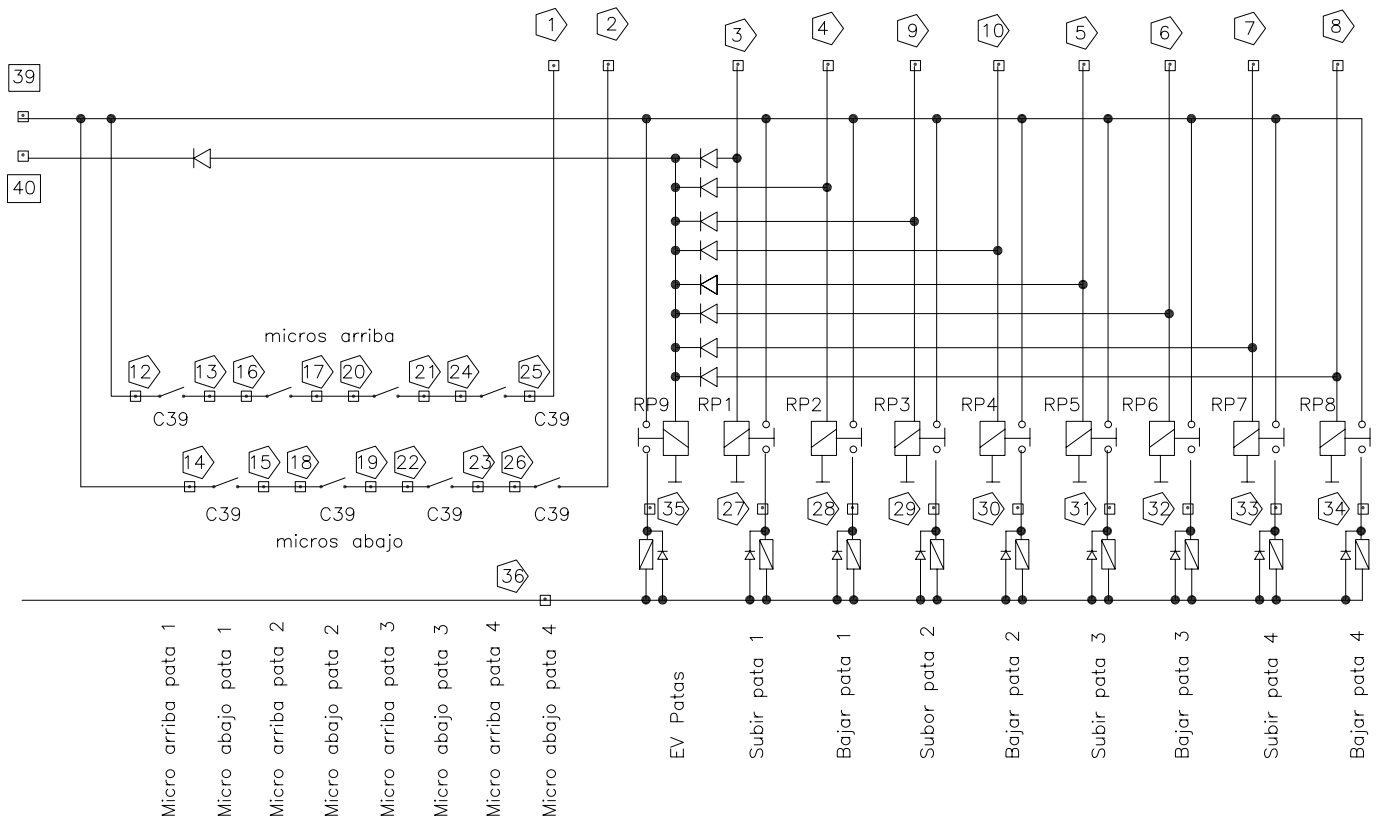 1 2 3 4 9 10 5 6 7 8
39
40
micros arriba
12 13 16 17 20 21 24 25
C39 C39
RP9 RP1 RP2 RP3 RP4 RP5 RP6 RP7 RP8
14 15 18 19 22 23 26
C39 C39 C39 C39
micros abajo
35 27 28 29 30 31 32 33 34
36
Micro arriba pata 1
Micro abajo pata 1
Micro arriba pata 2
Micro abajo pata 2
Micro arriba pata 3
Micro abajo pata 3
Micro arriba pata 4
Micro abajo pata 4
EV Patas
Subir pata 1
Bajar pata 1
Subor pata 2
Bajar pata 2
Subir pata 3
Bajar pata 3
Subir pata 4
Bajar pata 4